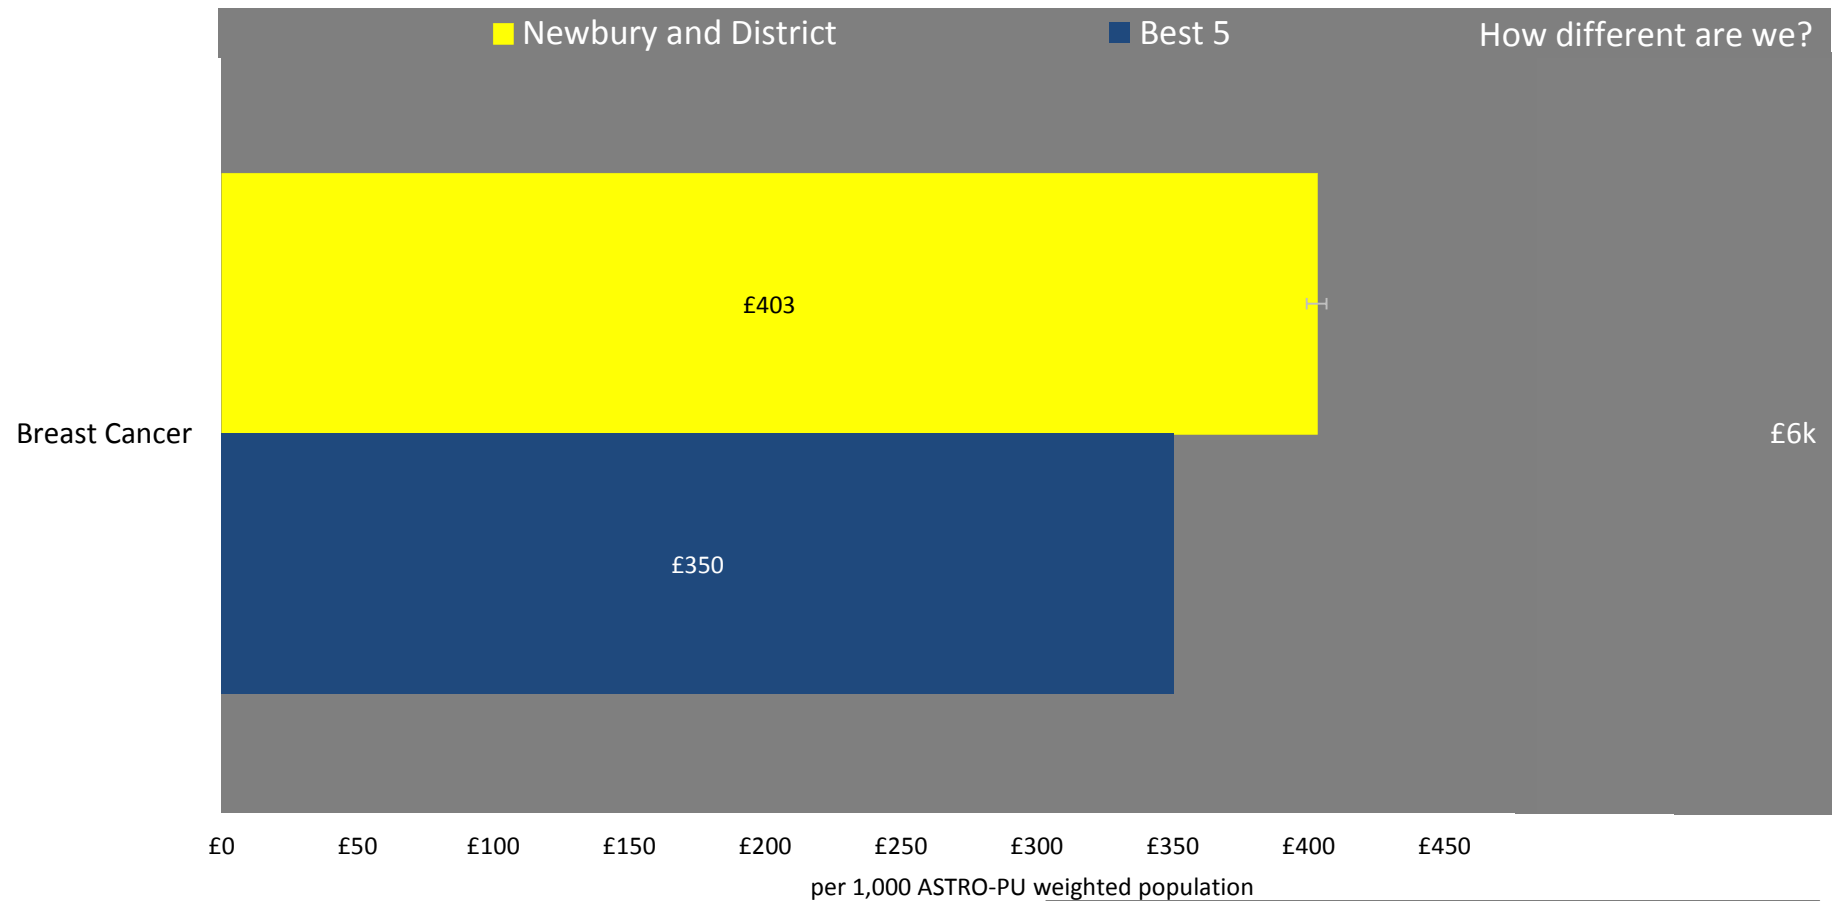 Newbury and District Best 5 How different are we?
£403
Breast Cancer £6k
£350
£0 £50 £100 £150 £200 £250 £300 £350 £400 £450
per 1,000 ASTRO-PU weighted population